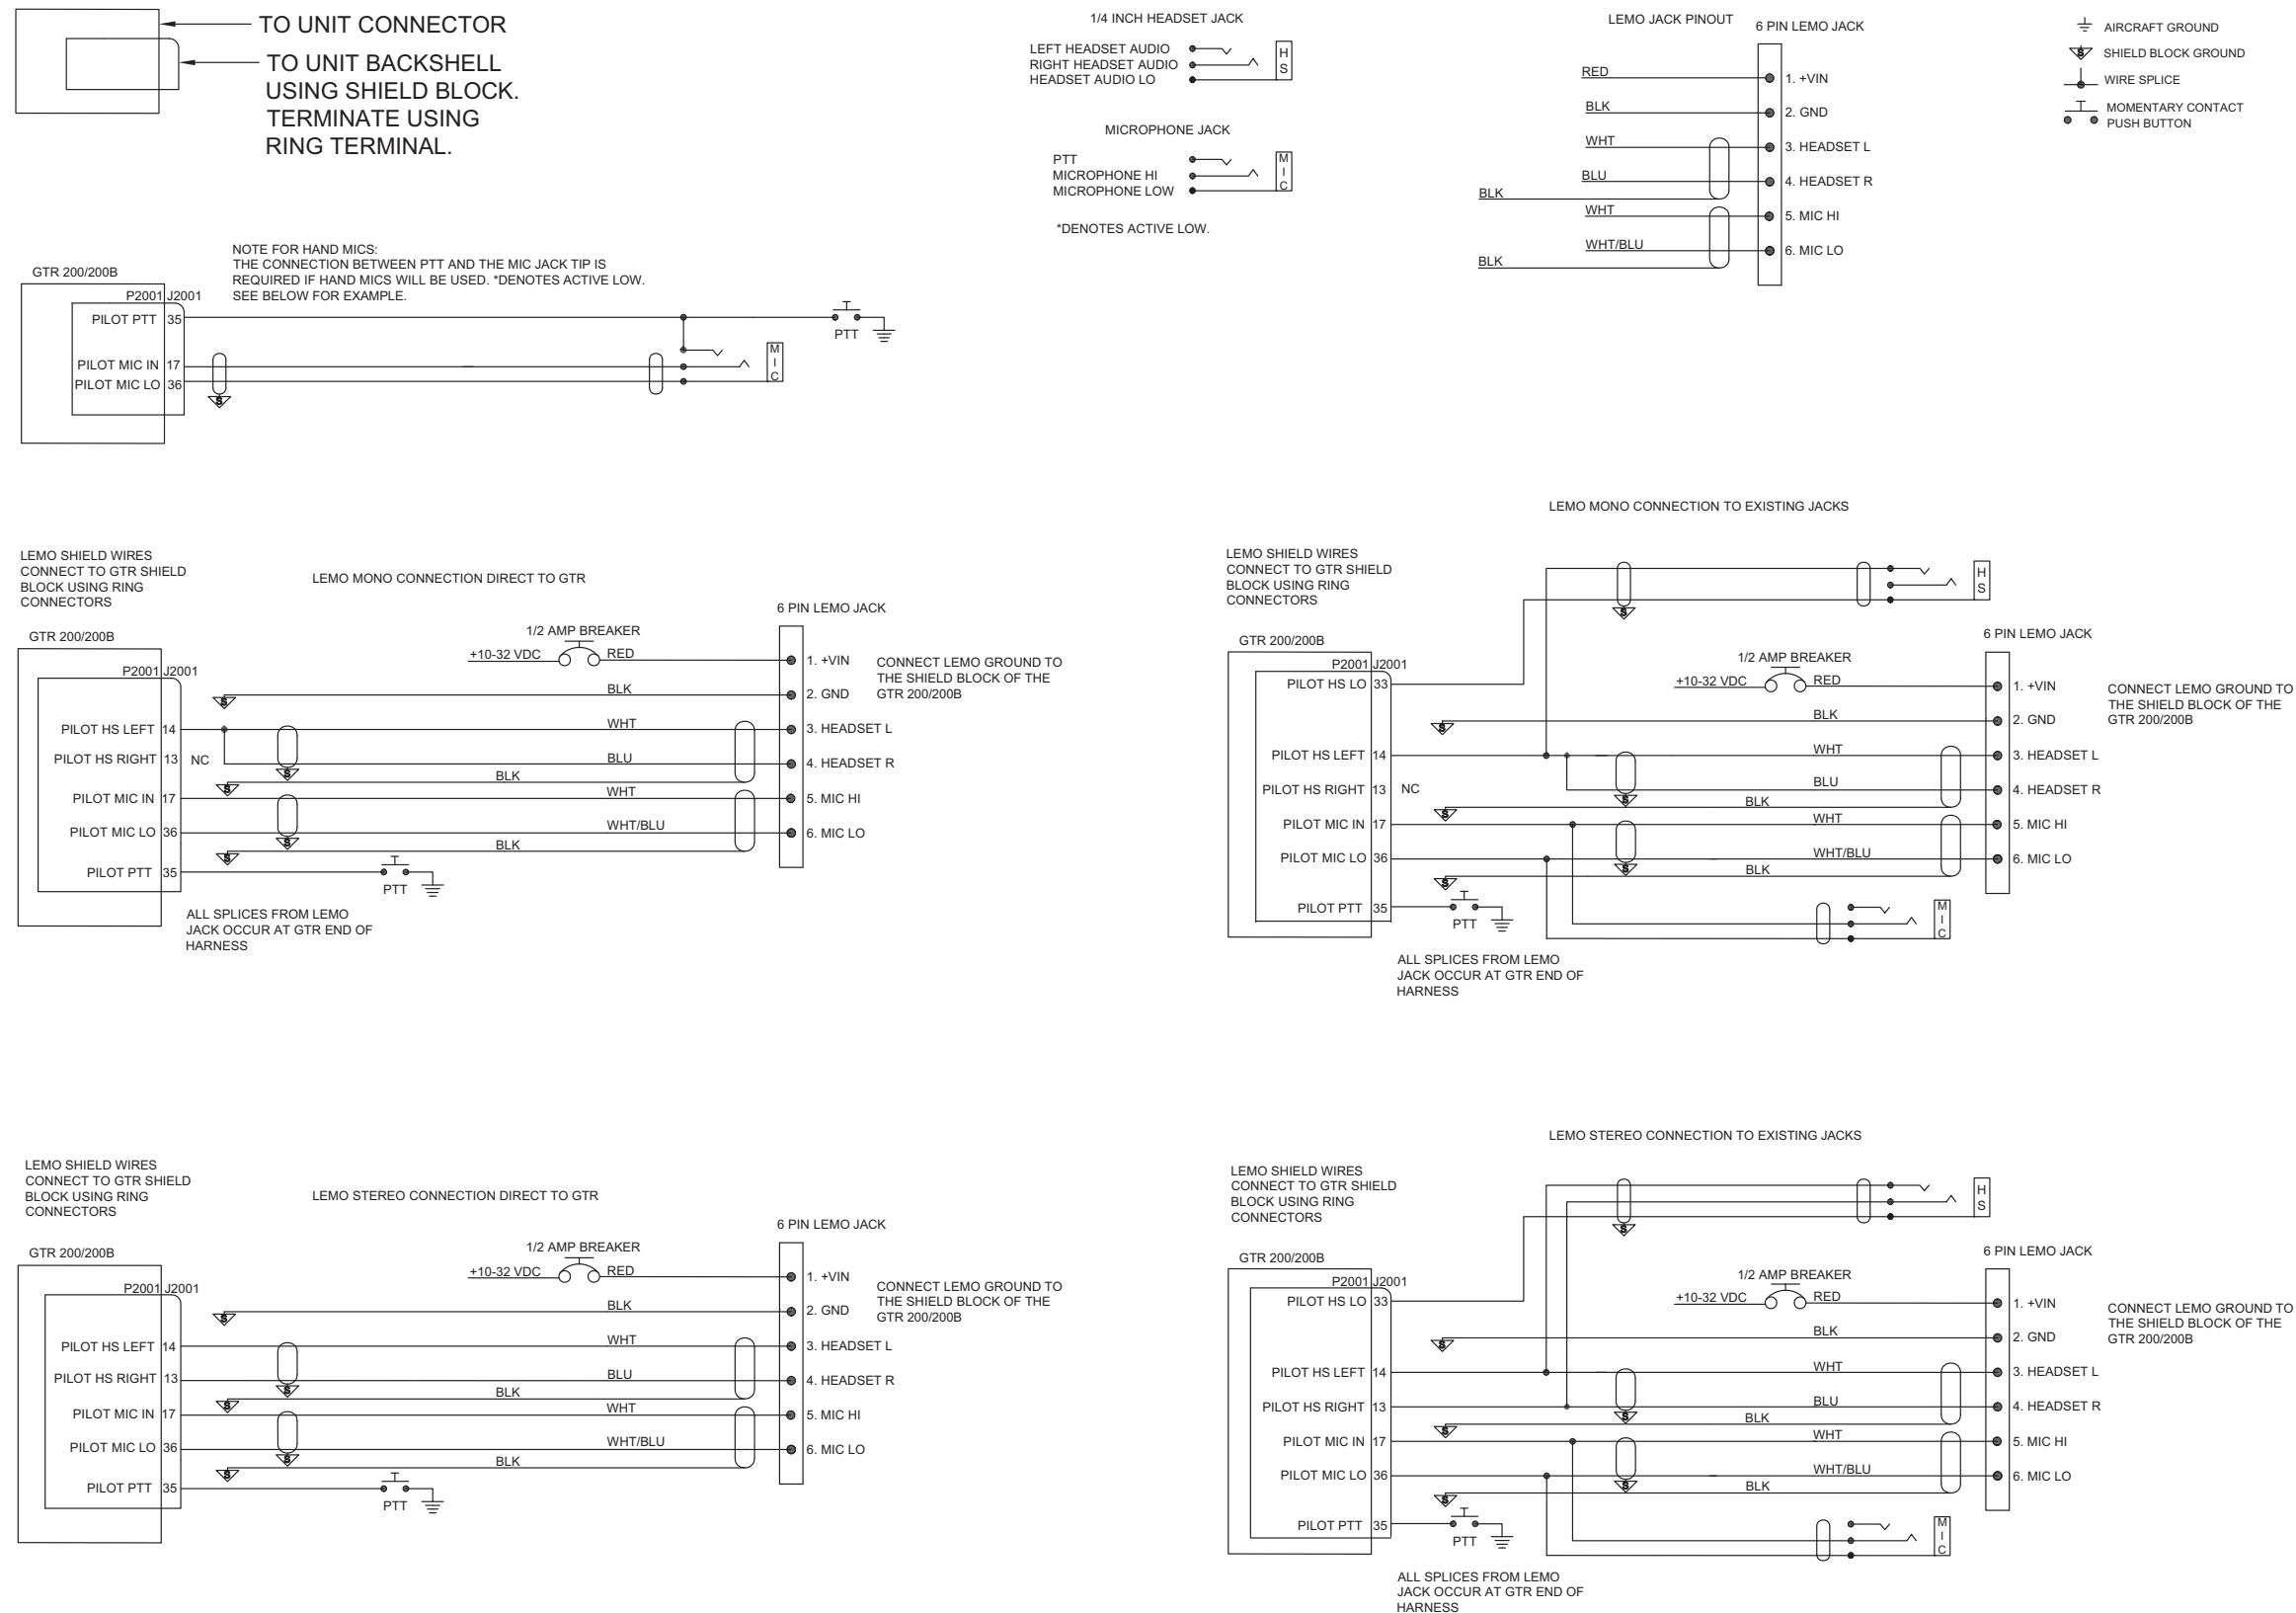 TO UNIT CONNECTOR
TO UNIT BACKSHELL
USING SHIELD BLOCK.
TERMINATE USING
RING TERMINAL.
1/4 INCH HEADSET JACK
LEFT HEADSET AUDIO
RIGHT HEADSET AUDIO
HEADSET AUDIO LO
H
S
MICROPHONE JACK
PTT
MICROPHONE HI
MICROPHONE LOW
M
I
C
*DENOTES ACTIVE LOW.
LEMO JACK PINOUT
6 PIN LEMO JACK
RED
1. +VIN
BLK
2. GND
WHT
3. HEADSET L
BLU
4. HEADSET R
BLK
WHT
5. MIC HI
WHT/BLU
6. MIC LO
BLK
AIRCRAFT GROUND
S
SHIELD BLOCK GROUND
WIRE SPLICE
MOMENTARY CONTACT
PUSH BUTTON
NOTE FOR HAND MICS:
THE CONNECTION BETWEEN PTT AND THE MIC JACK TIP IS
REQUIRED IF HAND MICS WILL BE USED. *DENOTES ACTIVE LOW.
SEE BELOW FOR EXAMPLE.
GTR 200/200B
P2001 J2001
PILOT PTT 35
PTT
PILOT MIC IN 17
PILOT MIC LO 36
S
M
I
C
LEMO SHIELD WIRES
CONNECT TO GTR SHIELD
BLOCK USING RING
CONNECTORS
LEMO MONO CONNECTION DIRECT TO GTR
6 PIN LEMO JACK
GTR 200/200B
1/2 AMP BREAKER
+10-32 VDC
RED
1. +VIN
CONNECT LEMO GROUND TO
THE SHIELD BLOCK OF THE
GTR 200/200B
P2001 J2001
S
BLK
2. GND
PILOT HS LEFT 14
WHT
3. HEADSET L
PILOT HS RIGHT 13 NC
BLU
4. HEADSET R
S
S
BLK
PILOT MIC IN 17
WHT
5. MIC HI
PILOT MIC LO 36
WHT/BLU
6. MIC LO
S
S
BLK
PILOT PTT 35
PTT
ALL SPLICES FROM LEMO
JACK OCCUR AT GTR END OF
HARNESS
LEMO MONO CONNECTION TO EXISTING JACKS
LEMO SHIELD WIRES
CONNECT TO GTR SHIELD
BLOCK USING RING
CONNECTORS
H
S
S
GTR 200/200B
6 PIN LEMO JACK
P2001 J2001
1/2 AMP BREAKER
PILOT HS LO 33
+10-32 VDC
RED
1. +VIN
CONNECT LEMO GROUND TO
THE SHIELD BLOCK OF THE
GTR 200/200B
S
BLK
2. GND
PILOT HS LEFT 14
WHT
3. HEADSET L
PILOT HS RIGHT 13 NC
BLU
4. HEADSET R
S
S
BLK
PILOT MIC IN 17
WHT
5. MIC HI
PILOT MIC LO 36
WHT/BLU
6. MIC LO
S
S
BLK
PILOT PTT 35
PTT
M
I
C
ALL SPLICES FROM LEMO
JACK OCCUR AT GTR END OF
HARNESS
LEMO SHIELD WIRES
CONNECT TO GTR SHIELD
BLOCK USING RING
CONNECTORS
LEMO STEREO CONNECTION DIRECT TO GTR
6 PIN LEMO JACK
GTR 200/200B
1/2 AMP BREAKER
+10-32 VDC
RED
1. +VIN
CONNECT LEMO GROUND TO
THE SHIELD BLOCK OF THE
GTR 200/200B
P2001 J2001
S
BLK
2. GND
PILOT HS LEFT 14
WHT
3. HEADSET L
PILOT HS RIGHT 13
BLU
4. HEADSET R
S
S
BLK
PILOT MIC IN 17
WHT
5. MIC HI
PILOT MIC LO 36
WHT/BLU
6. MIC LO
S
S
BLK
PILOT PTT 35
PTT
LEMO STEREO CONNECTION TO EXISTING JACKS
LEMO SHIELD WIRES
CONNECT TO GTR SHIELD
BLOCK USING RING
CONNECTORS
H
S
S
GTR 200/200B
6 PIN LEMO JACK
P2001 J2001
1/2 AMP BREAKER
PILOT HS LO 33
+10-32 VDC
RED
1. +VIN
CONNECT LEMO GROUND TO
THE SHIELD BLOCK OF THE
GTR 200/200B
S
BLK
2. GND
PILOT HS LEFT 14
WHT
3. HEADSET L
PILOT HS RIGHT 13
BLU
4. HEADSET R
S
S
BLK
PILOT MIC IN 17
WHT
5. MIC HI
PILOT MIC LO 36
WHT/BLU
6. MIC LO
S
S
BLK
PILOT PTT 35
PTT
M
I
C
ALL SPLICES FROM LEMO
JACK OCCUR AT GTR END OF
HARNESS